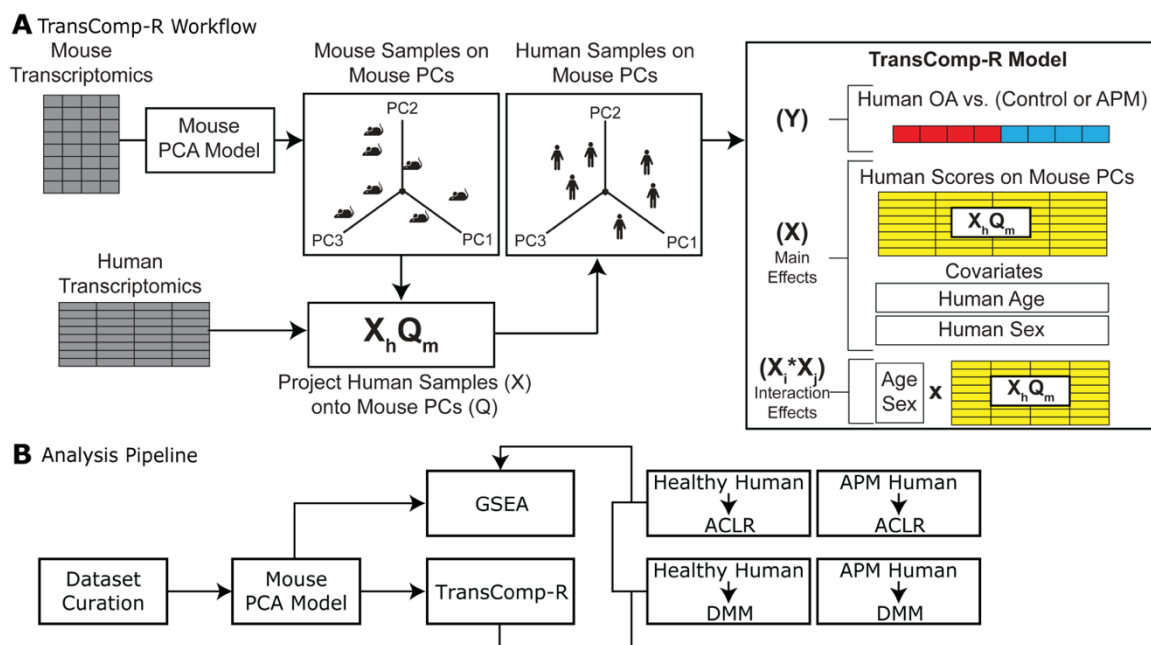 A TransComp-R Workflow
Mouse
Transcriptomics
Mouse
PCA Model
Mouse Samples on
Mouse PCs
PC2
PC3
PC1
Human Samples on
Mouse PCs
PC2
PC3
PC1
Human
Transcriptomics
XhQm
Project Human Samples (X)
onto Mouse PCs (Q)
TransComp-R Model
(Y)
Human OA vs. (Control or APM)
Human Scores on Mouse PCs
(X)
Main
Effects
XhQm
Covariates
Human Age
Human Sex
(Xi*Xj)
Interaction
Effects
Age
Sex
x
XhQm
B Analysis Pipeline
Dataset
Curation
Mouse
PCA Model
GSEA
TransComp-R
Healthy Human
ACLR
APM Human
ACLR
Healthy Human
DMM
APM Human
DMM